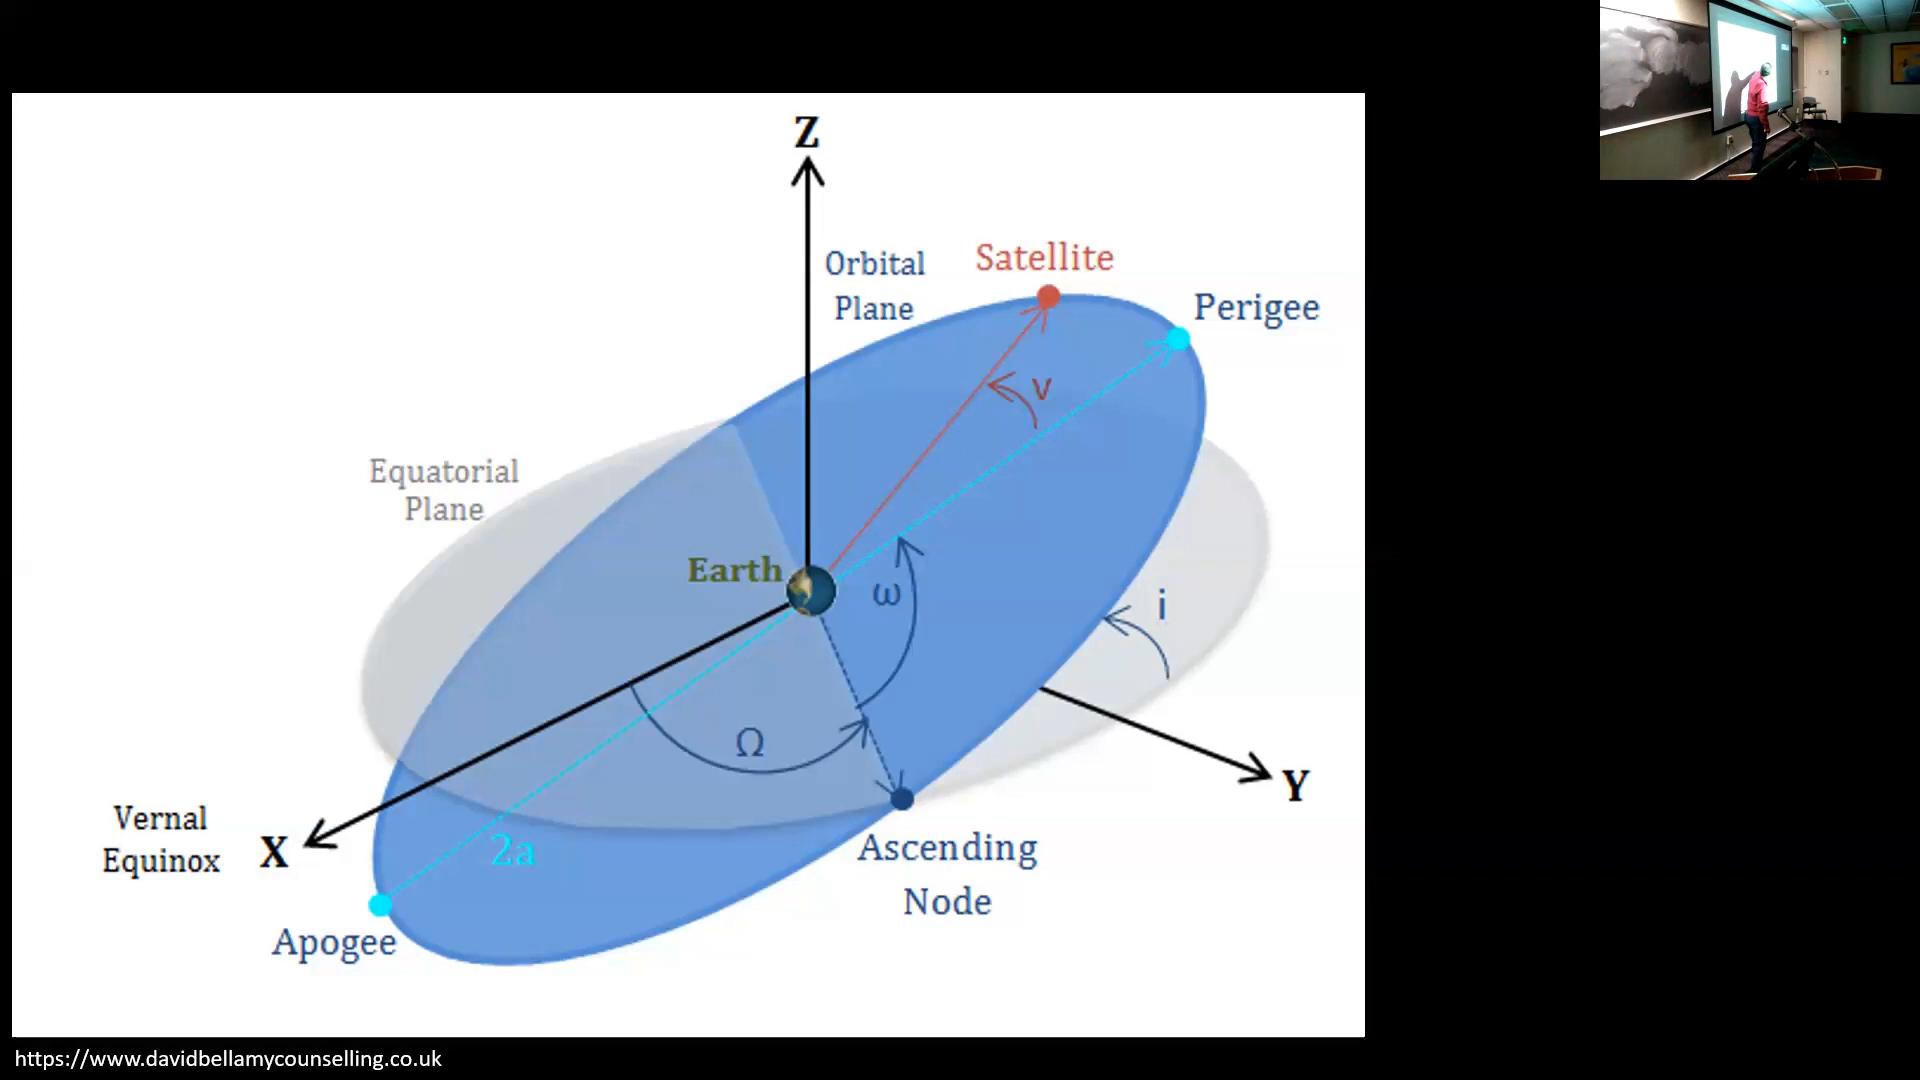 Z
Orbital
Plane
Satellite
Perigee
v
Equatorial
Plane
Earth
ω
i
Ω
Y
Vernal
Equinox
X
2a
Ascending
Node
Apogee
https://www.davidbellamycounselling.co.uk